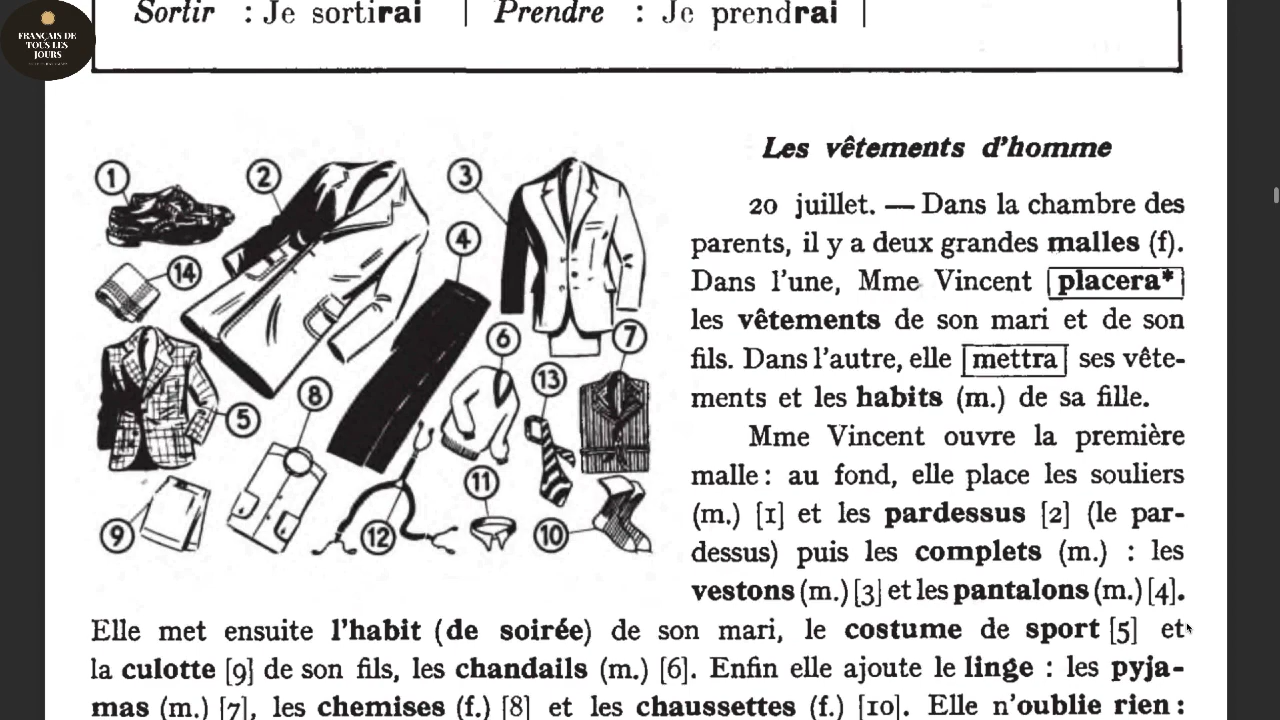 FRANÇAIS DE
TOUS LES
JOURS
Sortir : Je sortirai | Prendre : Je prendrai |
Les vêtements d'homme
1
2
3
4
14
5
6
7
8
13
9
11
12
10
20 juillet. — Dans la chambre des
parents, il y a deux grandes malles (f).
Dans l'une, Mme Vincent placera*
les vêtements de son mari et de son
fils. Dans l'autre, elle mettra ses vête-
ments et les habits (m.) de sa fille.
Mme Vincent ouvre la première
malle : au fond, elle place les souliers
(m.) [1] et les pardessus [2] (le par-
dessus) puis les complets (m.) : les
vestons (m.) [3] et les pantalons (m.) [4].
Elle met ensuite l'habit (de soirée) de son mari, le costume de sport [5] et
la culotte [9] de son fils, les chandails (m.) [6]. Enfin elle ajoute le linge : les pyja-
mas (m.) [7], les chemises (f.) [8] et les chaussettes (f.) [10]. Elle n'oublie rien :